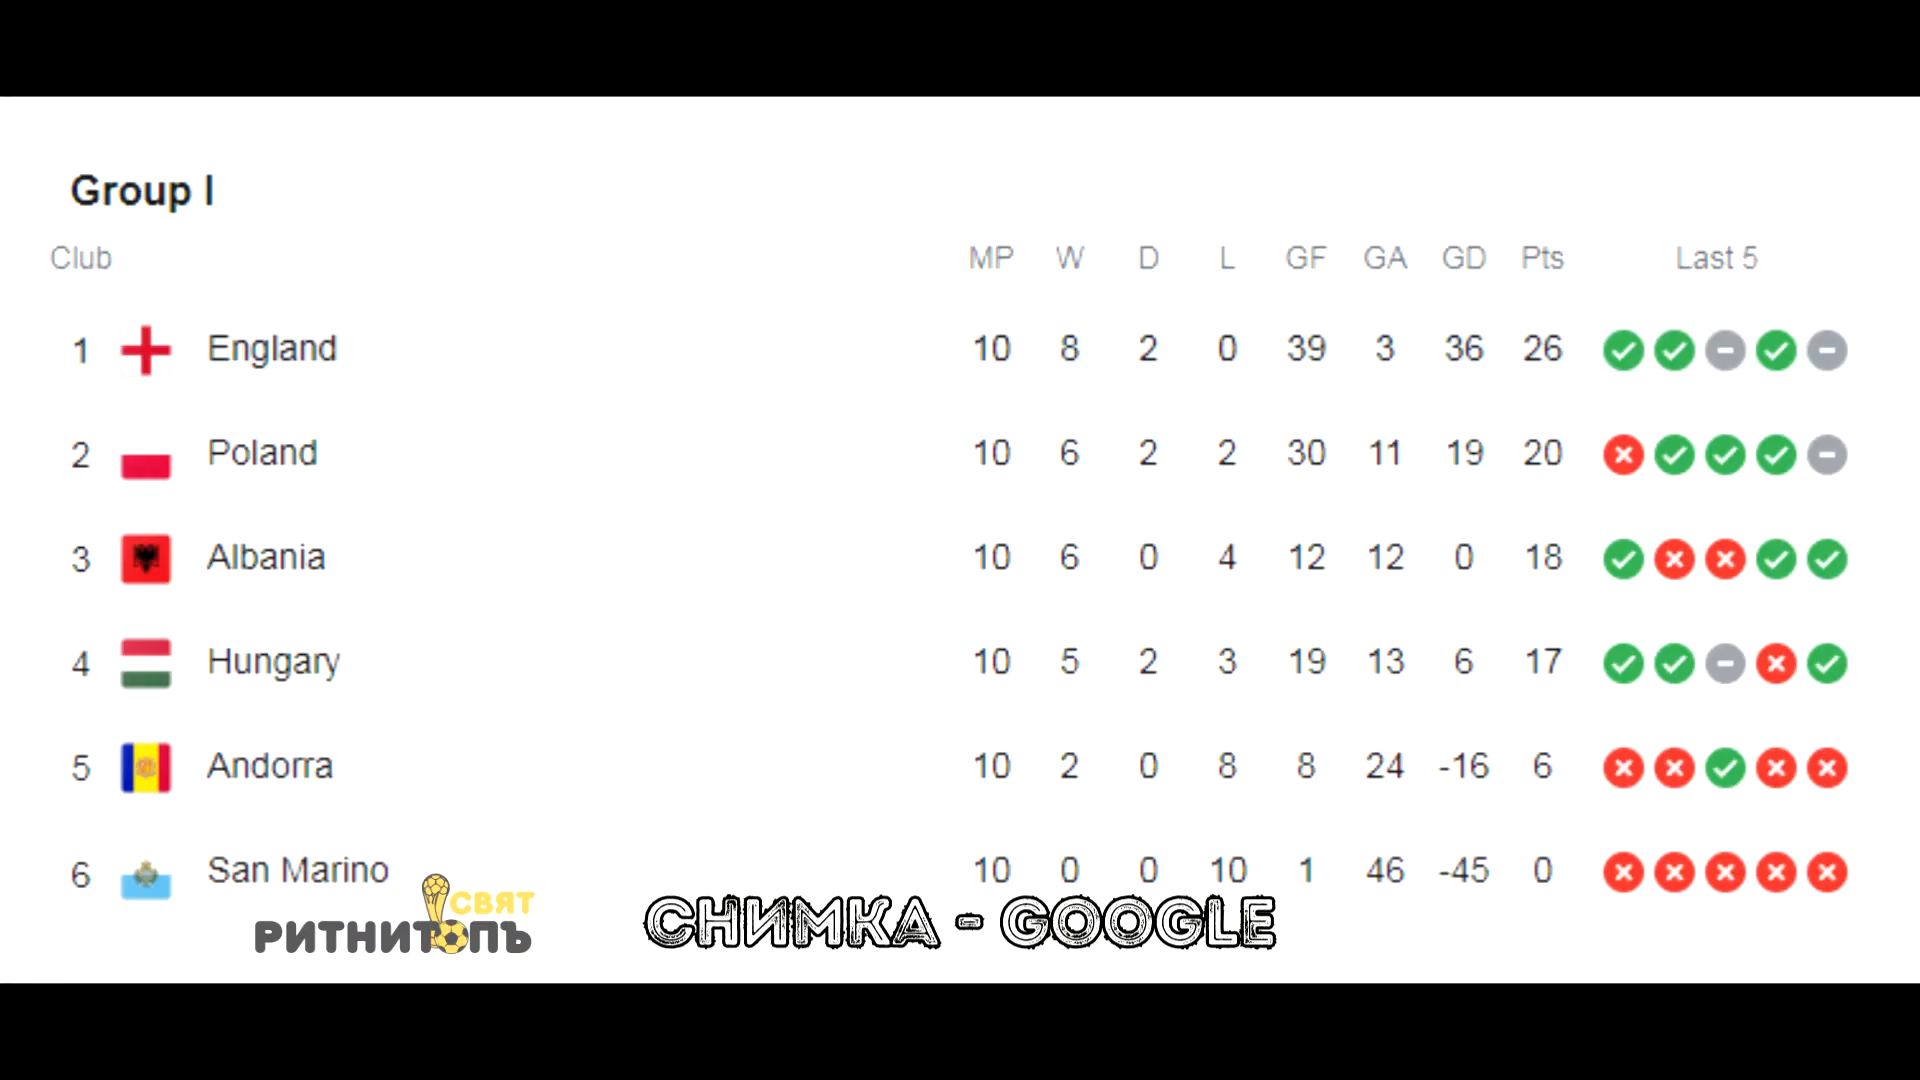 Group I
Club MP W D L GF GA GD Pts Last 5
1 England 10 8 2 0 39 3 36 26
2 Poland 10 6 2 2 30 11 19 20
3 Albania 10 6 0 4 12 12 0 18
4 Hungary 10 5 2 3 19 13 6 17
5 Andorra 10 2 0 8 8 24 -16 6
6 San Marino 10 0 0 10 1 46 -45 0
СВЯТ
РИТНИТОПЪ
СНИМКА - GOOGLE